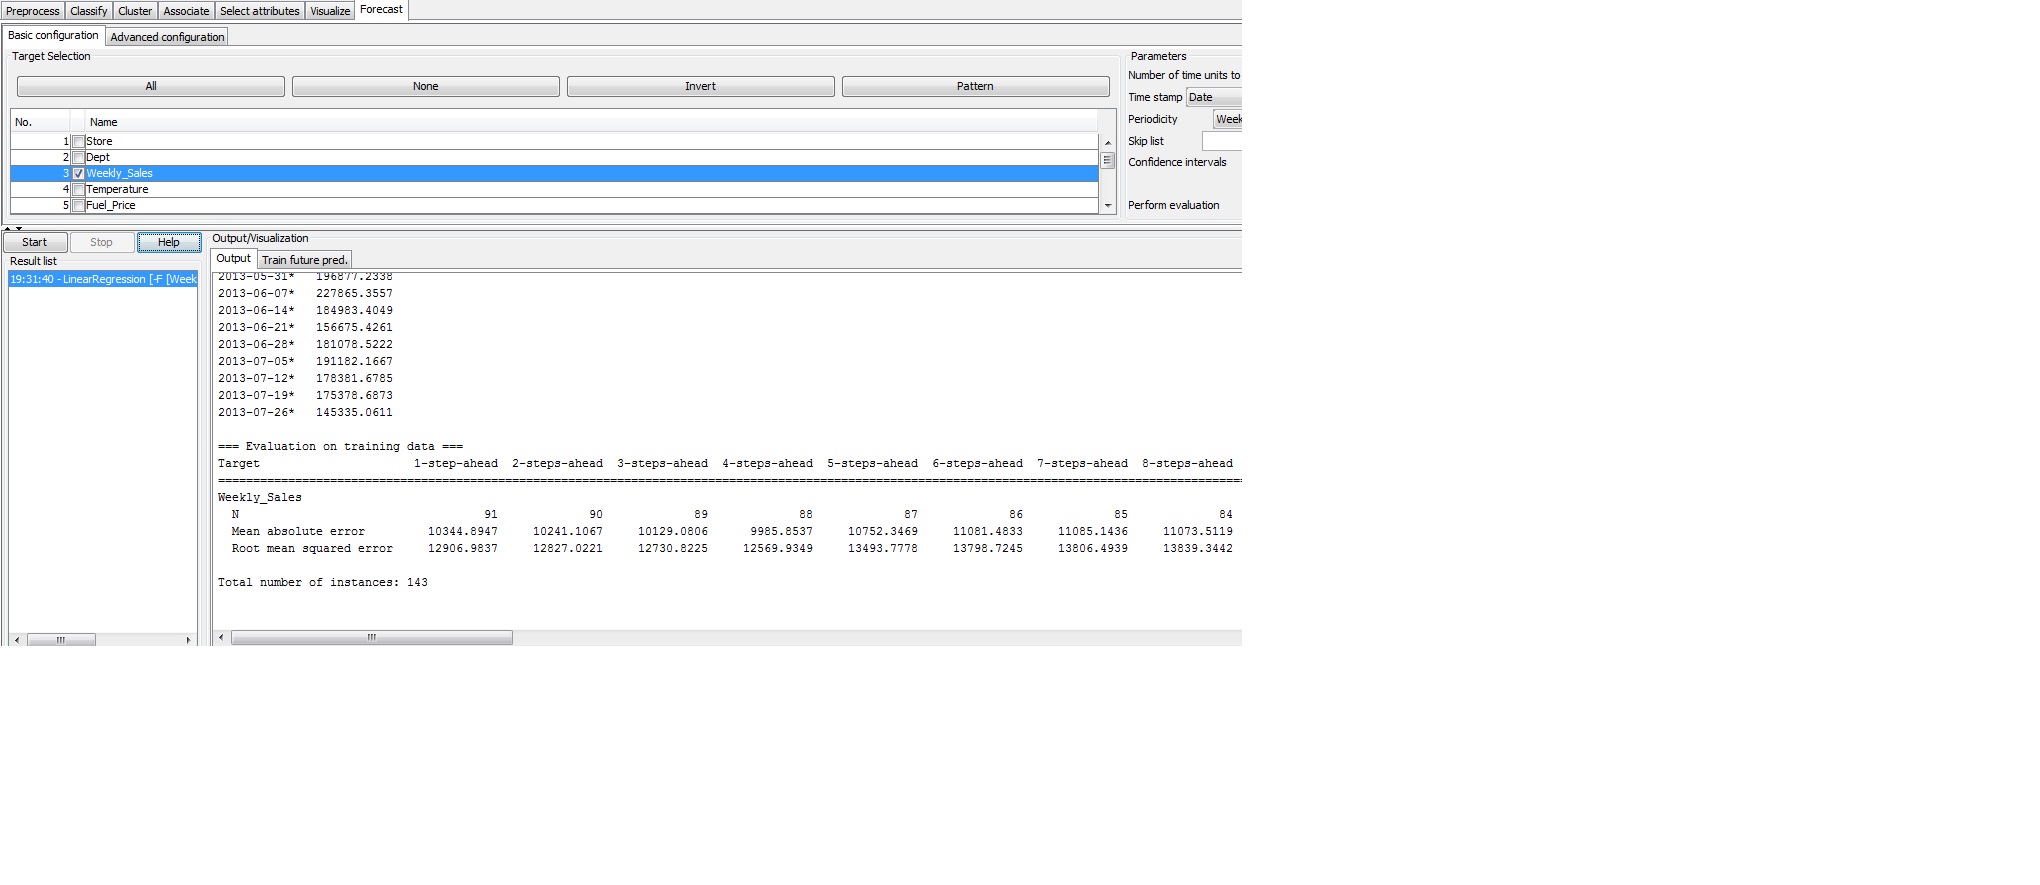 Preprocess Classify Cluster Associate Select attributes Visualize Forecast
Basic configuration Advanced configuration
Target Selection
All None Invert Pattern
No. Name
1 Store
2 Dept
3 Weekly_Sales
4 Temperature
5 Fuel_Price
Parameters
Number of time units to
Time stamp Date
Periodicity Week
Skip list
Confidence intervals
Perform evaluation
Start Stop Help
Result list
19:31:40 - LinearRegression [-F [Week
Output/Visualization
Output Train future pred.
2013-05-31* 196877.2338
2013-06-07* 227865.3557
2013-06-14* 184983.4049
2013-06-21* 156675.4261
2013-06-28* 181078.5222
2013-07-05* 191182.1667
2013-07-12* 178381.6785
2013-07-19* 175378.6873
2013-07-26* 145335.0611
=== Evaluation on training data ===
Target 1-step-ahead 2-steps-ahead 3-steps-ahead 4-steps-ahead 5-steps-ahead 6-steps-ahead 7-steps-ahead 8-steps-ahead
Weekly_Sales
N 91 90 89 88 87 86 85 84
Mean absolute error 10344.8947 10241.1067 10129.0806 9985.8537 10752.3469 11081.4833 11085.1436 11073.5119
Root mean squared error 12906.9837 12827.0221 12730.8225 12569.9349 13493.7778 13798.7245 13806.4939 13839.3442
Total number of instances: 143